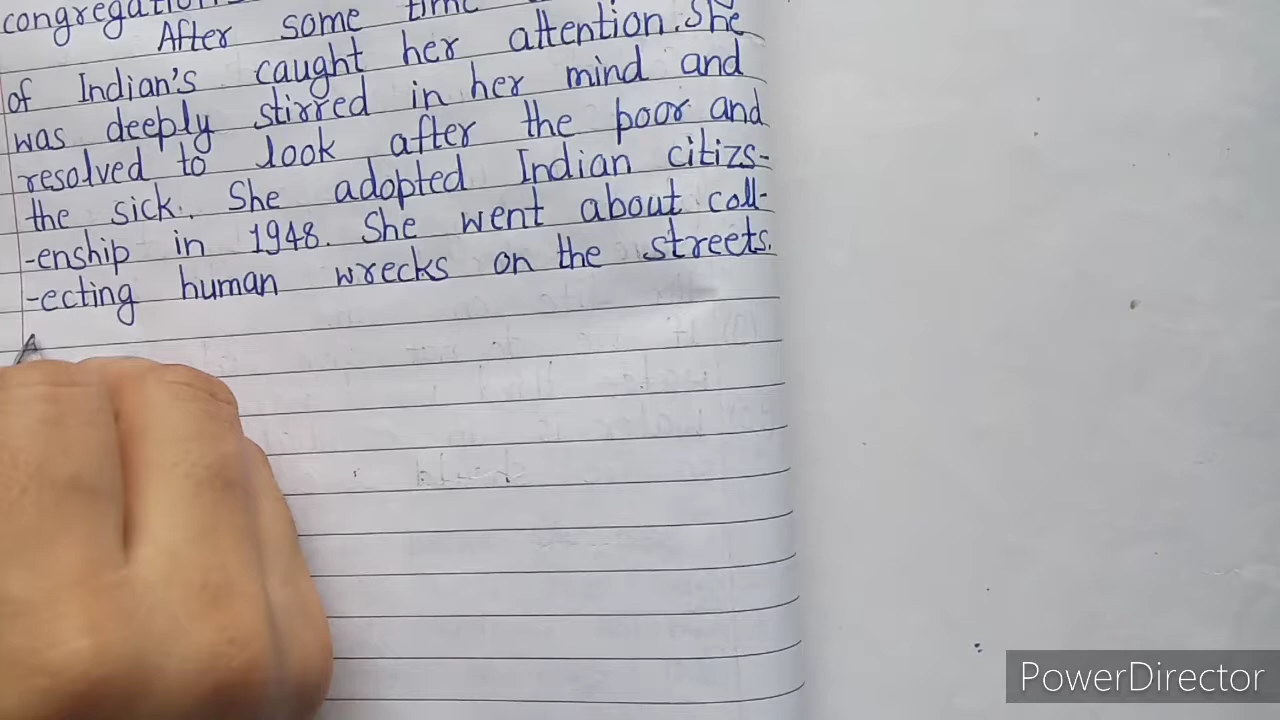 congregation
After some time
of Indian's caught her attention. She
was deeply stirred in her mind and
resolved to look after the poor and
the sick. She adopted Indian citizs-
-enship in 1948. She went about coll-
-ecting human wrecks on the streets.
A
PowerDirector